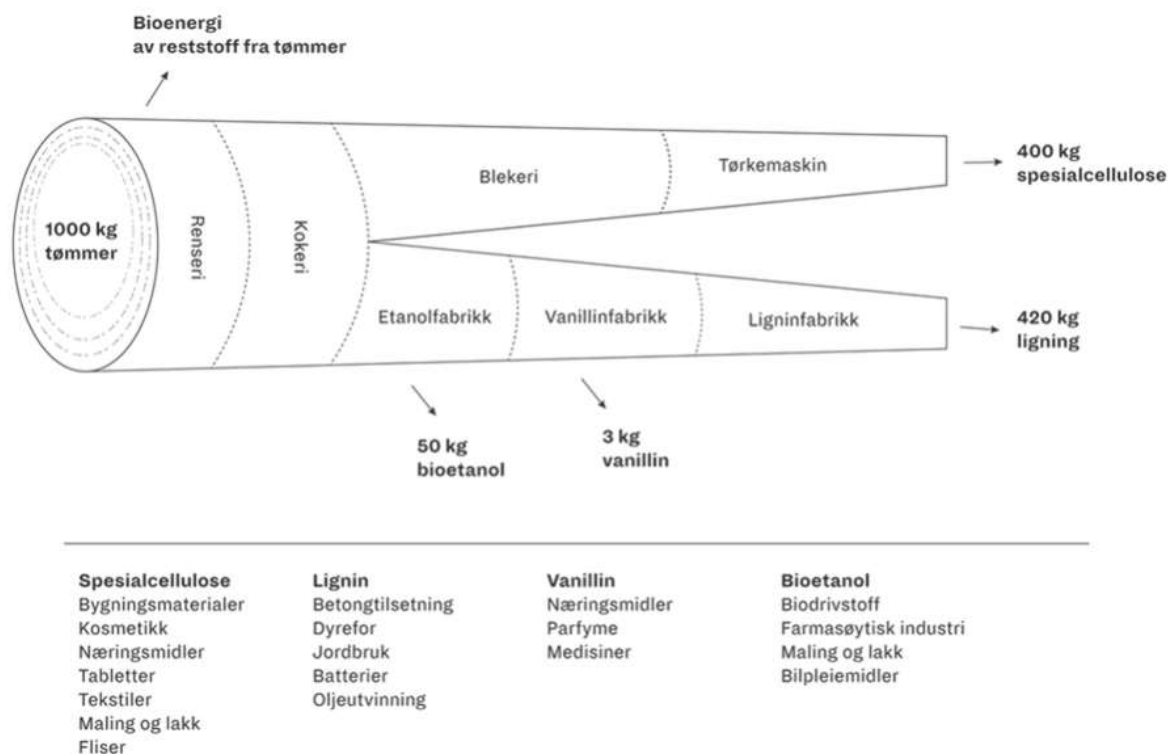 Bioenergi
av reststoff fra tømmer
1000 kg
tømmer
Renseri
Kokeri
Blekeri
Tørkemaskin
400 kg
spesialcellulose
Etanolfabrikk
Vanillinfabrikk
Ligninfabrikk
420 kg
ligning
50 kg
bioetanol
3 kg
vanillin
Spesialcellulose
Bygningsmaterialer
Kosmetikk
Næringsmidler
Tabletter
Tekstiler
Maling og lakk
Fliser
Lignin
Betongtilsetning
Dyrefor
Jordbruk
Batterier
Oljeutvinning
Vanillin
Næringsmidler
Parfyme
Medisiner
Bioetanol
Biodrivstoff
Farmasøytisk industri
Maling og lakk
Bilpleiemidler